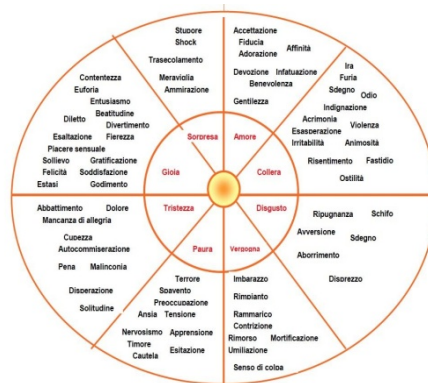 Stupore
Shock
Trasecolamento
Meraviglia
Ammirazione
Accettazione
Fiducia
Adorazione
Affinità
Devozione
Infatuazione
Benevolenza
Gentilezza
Ira
Furia
Sdegno
Odio
Indignazione
Acrimonia
Violenza
Esasperazione
Irritabilità
Animosità
Risentimento
Fastidio
Ostilità
Ripugnanza
Schifo
Avversione
Sdegno
Aborrimento
Disprezzo
Imbarazzo
Rimpianto
Rammarico
Contrizione
Rimorso
Mortificazione
Umiliazione
Senso di colpa
Terrore
Spavento
Preoccupazione
Ansia
Tensione
Nervosismo
Apprensione
Timore
Cautela
Esitazione
Abbattimento
Dolore
Mancanza di allegria
Cupezza
Autocommiserazione
Pena
Malinconia
Disperazione
Solitudine
Contentezza
Euforia
Entusiasmo
Beatitudine
Diletto
Divertimento
Esaltazione
Fierezza
Piacere sensuale
Sollievo
Gratificazione
Felicità
Soddisfazione
Estasi
Godimento
Sororesa
Amore
Gioia
Collera
Tristezza
Disgusto
Paura
Vergogna